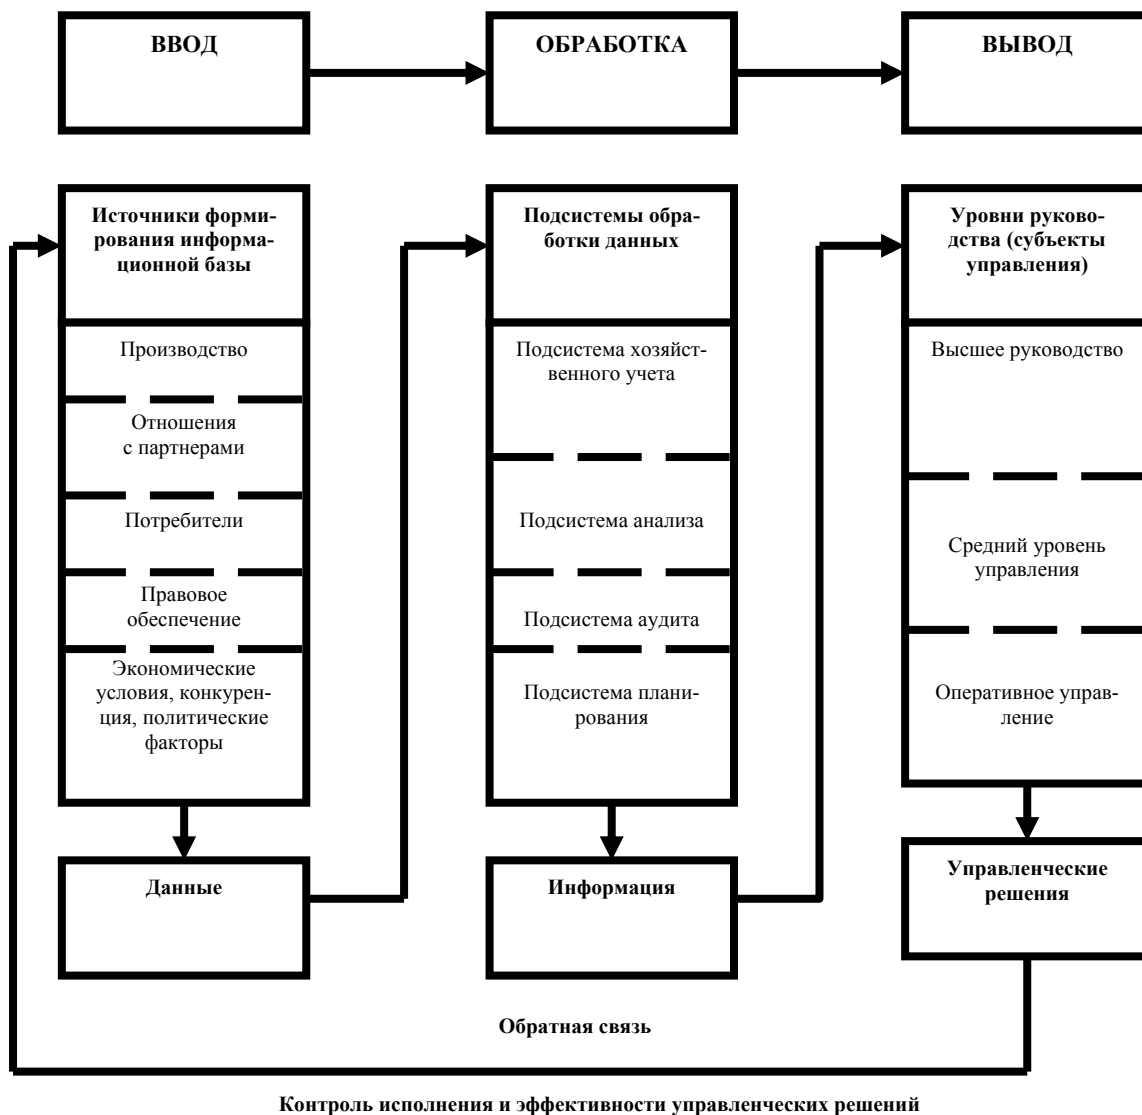 ВВОД
ОБРАБОТКА
ВЫВОД
Источники форми-
рования информа-
ционной базы
Производство
Отношения
с партнерами
Потребители
Правовое
обеспечение
Экономические
условия, конкурен-
ция, политические
факторы
Данные
Подсистемы обра-
ботки данных
Подсистема хозяйст-
венного учета
Подсистема анализа
Подсистема аудита
Подсистема плани-
рования
Информация
Уровни руково-
дства (субъекты
управления)
Высшее руководство
Средний уровень
управления
Оперативное управ-
ление
Управленческие
решения
Обратная связь
Контроль исполнения и эффективности управленческих решений